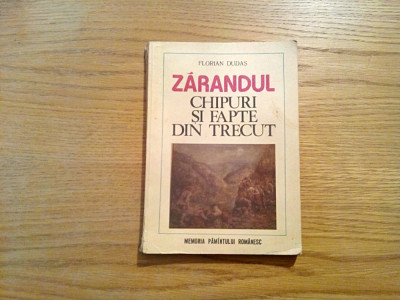 FLORIAN DUDAȘ
ZĂRANDUL
CHIPURI
ȘI FAPTE
DIN TRECUT
MEMORIA PĂMÎNTULUI ROMÂNESC